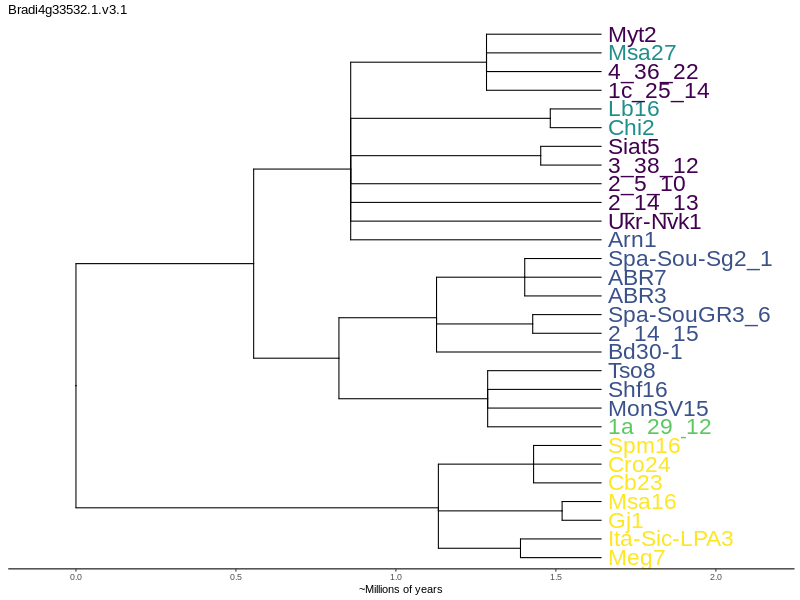 Bradi4g33532.1.v3.1
Myt2
Msa27
4_36_22
1c_25_14
Lb16
Chi2
Siat5
3_38_12
2_5_10
2_14_13
Ukr-Nvk1
Arn1
Spa-Sou-Sg2_1
ABR7
ABR3
Spa-SouGR3_6
2_14_15
Bd30-1
Tso8
Shf16
MonSV15
1a_29_12
Spm16
Cro24
Cb23
Msa16
Gj1
Ita-Sic-LPA3
Meg7
0.0 0.5 1.0 1.5 2.0
~Millions of years